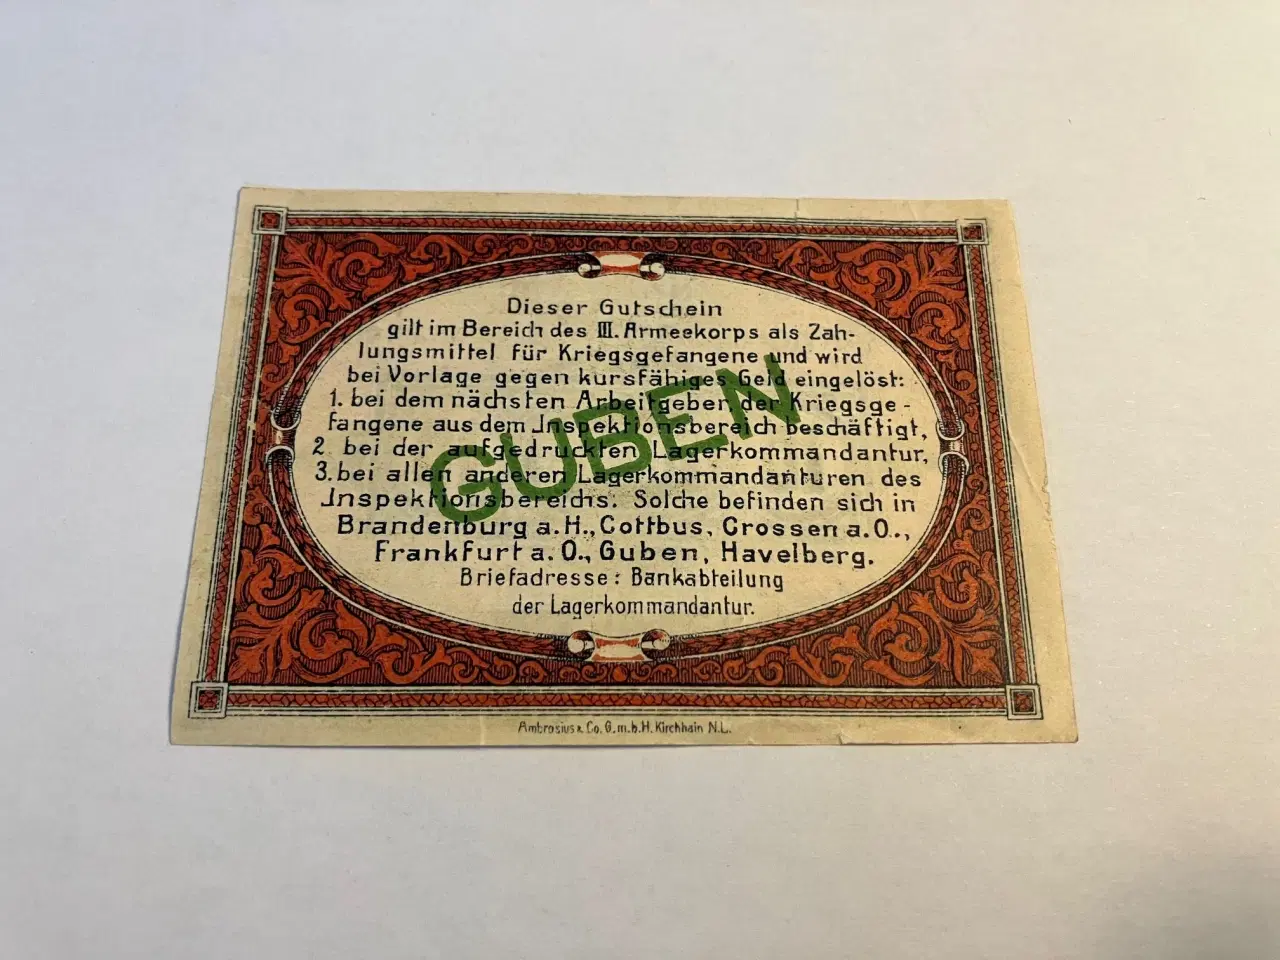 Dieser Gutschein
gilt im Bereich des III. Armeekorps als Zah-
lungsmittel für Kriegsgefangene und wird
bei Vorlage gegen kursfähiges Geld eingelöst:
1. bei dem nächsten Arbeitgeber der Kriegsge-
fangene aus dem Inspektionsbereich beschäftigt,
2 bei der aufgedruckten Lagerkommandantur,
3. bei allen anderen Lagerkommandanturen des
Inspektionsbereichs. Solche befinden sich in
Brandenburg a. H., Cottbus, Crossen a. O.,
Frankfurt a. O., Guben, Havelberg.
Briefadresse: Bankabteilung
der Lagerkommandantur.
GUBEN
Ambrosius & Co. G.m.b.H. Kirchhain N.L.